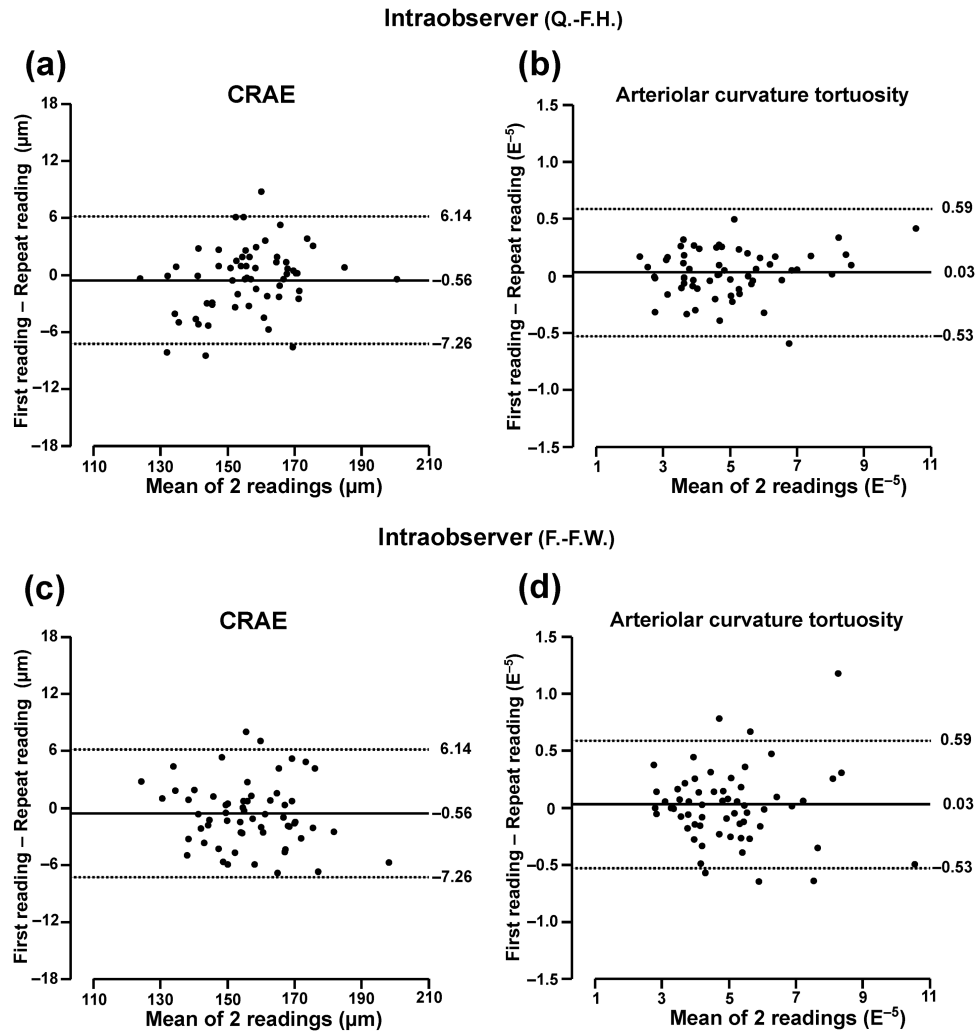 Intraobserver (Q.-F.H.)
(a)
CRAE
First reading – Repeat reading (µm)
18
12
6
0
–6
–12
–18
6.14
–0.56
–7.26
110 130 150 170 190 210
Mean of 2 readings (µm)
(b)
Arteriolar curvature tortuosity
First reading – Repeat reading (E–5)
1.5
1.0
0.5
0
–0.5
–1.0
–1.5
0.59
0.03
–0.53
1 3 5 7 9 11
Mean of 2 readings (E–5)
Intraobserver (F.-F.W.)
(c)
CRAE
First reading – Repeat reading (µm)
18
12
6
0
–6
–12
–18
6.14
–0.56
–7.26
110 130 150 170 190 210
Mean of 2 readings (µm)
(d)
Arteriolar curvature tortuosity
First reading – Repeat reading (E–5)
1.5
1.0
0.5
0
–0.5
–1.0
–1.5
0.59
0.03
–0.53
1 3 5 7 9 11
Mean of 2 readings (E–5)